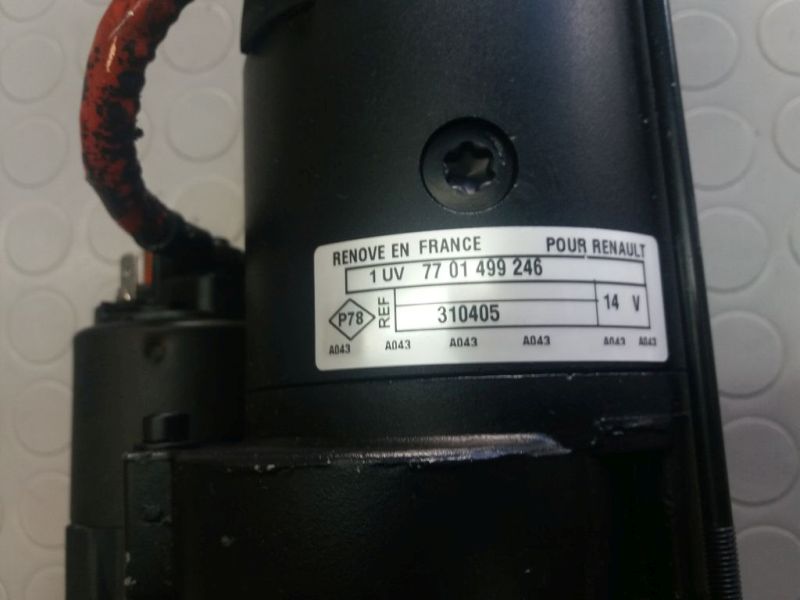 RENOVE EN FRANCE POUR RENAULT
1 UV 77 01 499 246
P78 REF 310405 14 V
A043 A043 A043 A043 A043 A043